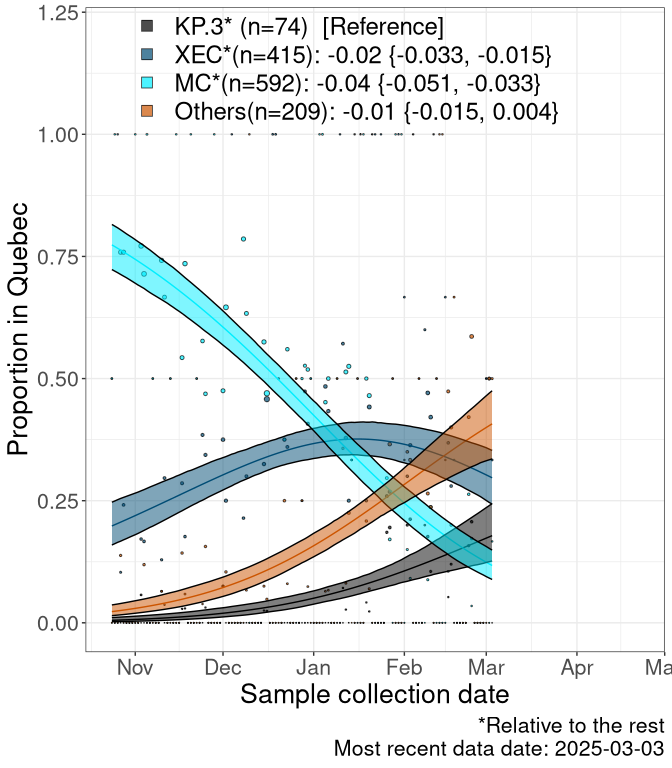 1.25
KP.3* (n=74)  [Reference]
XEC*(n=415): -0.02 {-0.033, -0.015}
MC*(n=592): -0.04 {-0.051, -0.033}
Others(n=209): -0.01 {-0.015, 0.004}
1.00
0.75
Proportion in Quebec
0.50
0.25
0.00
Nov Dec Jan Feb Mar Apr Ma
Sample collection date
*Relative to the rest
Most recent data date: 2025-03-03